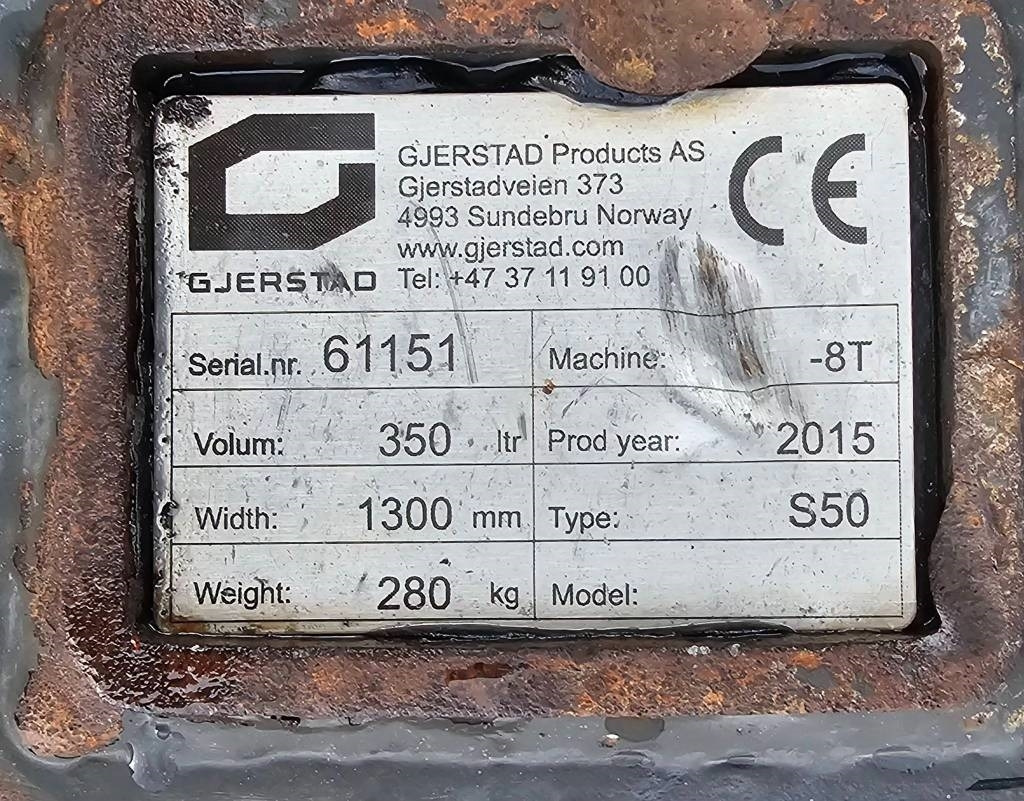 GJERSTAD
GJERSTAD Products AS
Gjerstadveien 373
4993 Sundebru Norway
www.gjerstad.com
Tel: +47 37 11 91 00
CE
Serial.nr. 61151 Machine: -8T
Volum: 350 ltr Prod year: 2015
Width: 1300 mm Type: S50
Weight: 280 kg Model: